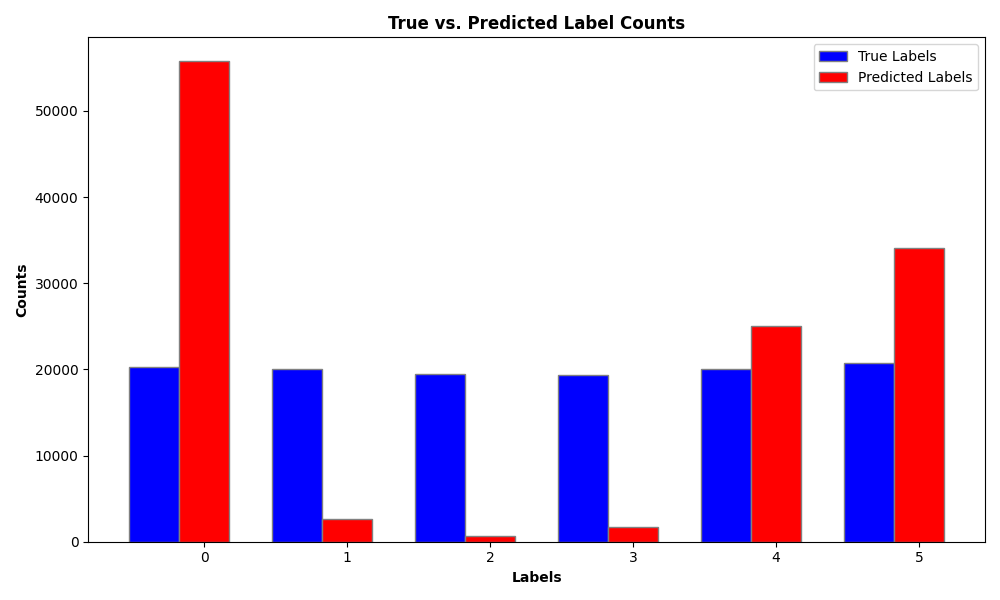 True vs. Predicted Label Counts
True Labels
Predicted Labels
50000
40000
30000
20000
10000
0
Counts
0 1 2 3 4 5
Labels